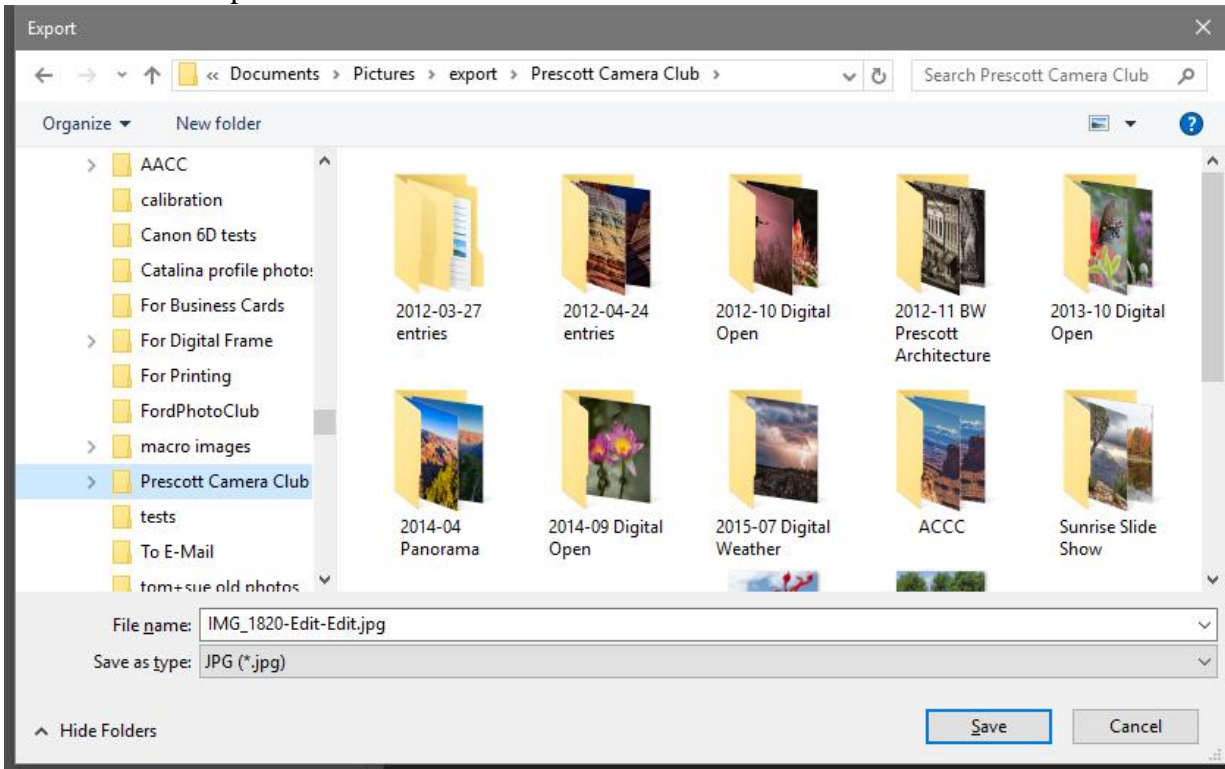 Export
« Documents > Pictures > export > Prescott Camera Club >
Search Prescott Camera Club
Organize
New folder
AACC
calibration
Canon 6D tests
Catalina profile photo
For Business Cards
For Digital Frame
For Printing
FordPhotoClub
macro images
Prescott Camera Club
tests
To E-Mail
tom+sue old photos
2012-03-27
entries
2012-04-24
entries
2012-10 Digital
Open
2012-11 BW
Prescott
Architecture
2013-10 Digital
Open
2014-04
Panorama
2014-09 Digital
Open
2015-07 Digital
Weather
ACCC
Sunrise Slide
Show
File name: IMG_1820-Edit-Edit.jpg
Save as type: JPG (*.jpg)
Hide Folders
Save
Cancel